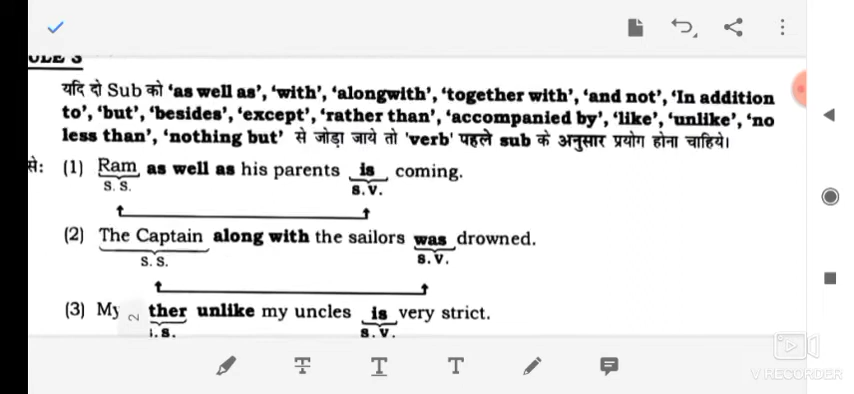 ULE 3
यदि दो Sub को 'as well as', 'with', 'alongwith', 'together with', 'and not', 'In addition
to', 'but', 'besides', 'except', 'rather than', 'accompanied by', 'like', 'unlike', 'no
less than', 'nothing but' से जोड़ा जाये तो 'verb' पहले sub के अनुसार प्रयोग होना चाहिये।
से: (1) Ram as well as his parents is coming.
S. S. S.V.
(2) The Captain along with the sailors was drowned.
S. S. S.V.
(3) My ther unlike my uncles is very strict.
S. S.V.
T T T
V RECORDER